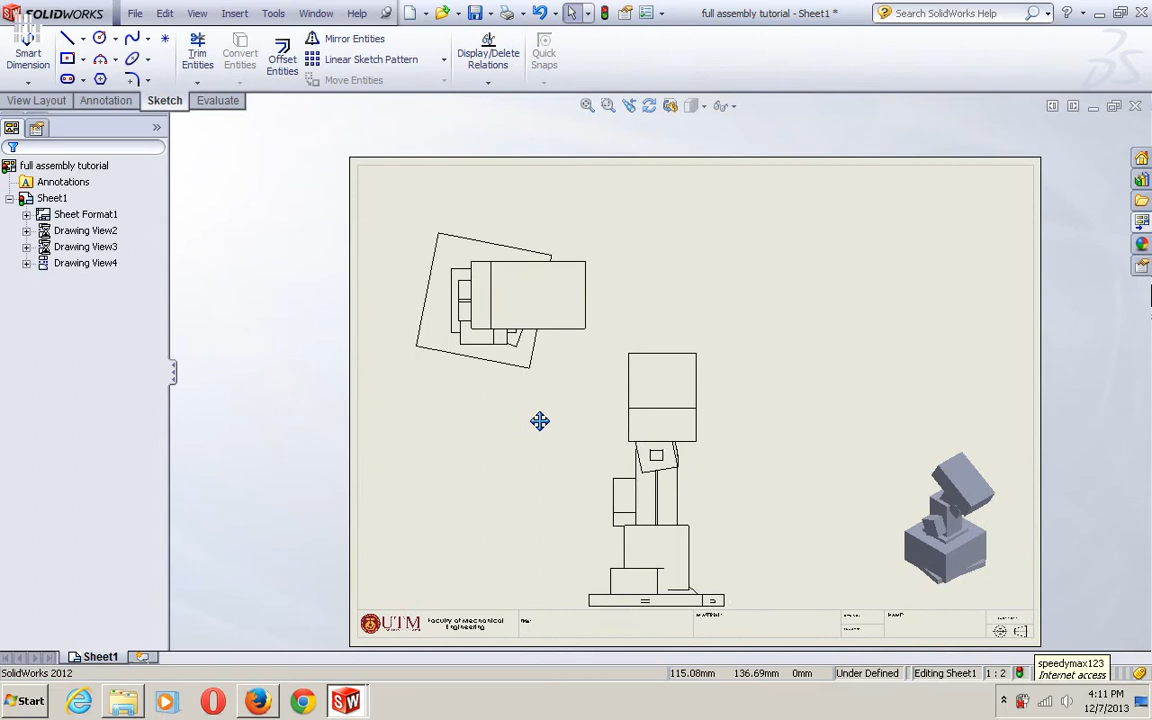 SOLIDWORKS File Edit View Insert Tools Window Help full assembly tutorial - Sheet1 * Search SolidWorks Help
Smart Dimension
Trim Entities
Convert Entities
Offset Entities
Mirror Entities
Linear Sketch Pattern
Move Entities
Display/Delete Relations
Quick Snaps
View Layout Annotation Sketch Evaluate
full assembly tutorial
Annotations
Sheet1
Sheet Format1
Drawing View2
Drawing View3
Drawing View4
UTM Faculty of Mechanical Engineering
Sheet1
SolidWorks 2012 115.08mm 136.69mm 0mm Under Defined Editing Sheet1 1 : 2
speedymax123
Internet access
Start
4:11 PM
12/7/2013